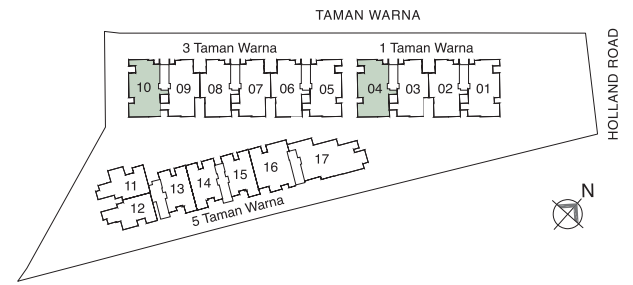 TAMAN WARNA
HOLLAND ROAD
3 Taman Warna
1 Taman Warna
10 09 08 07 06 05 04 03 02 01
11 12 13 14 15 16 17
5 Taman Warna
N